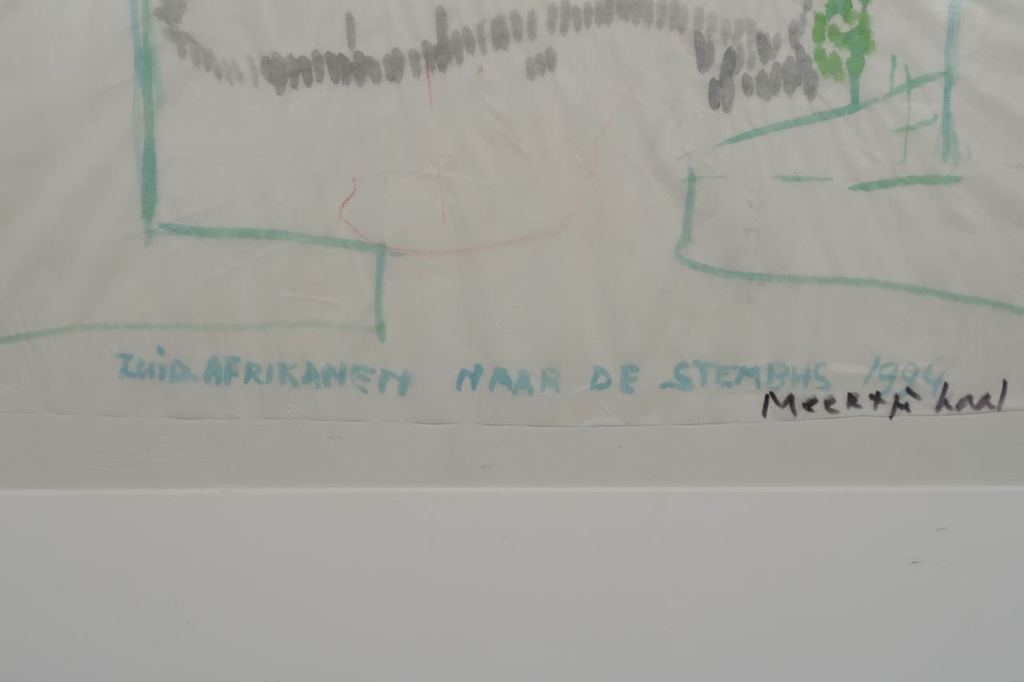 ZUID AFRIKANEN NAAR DE STEMBUS 1994